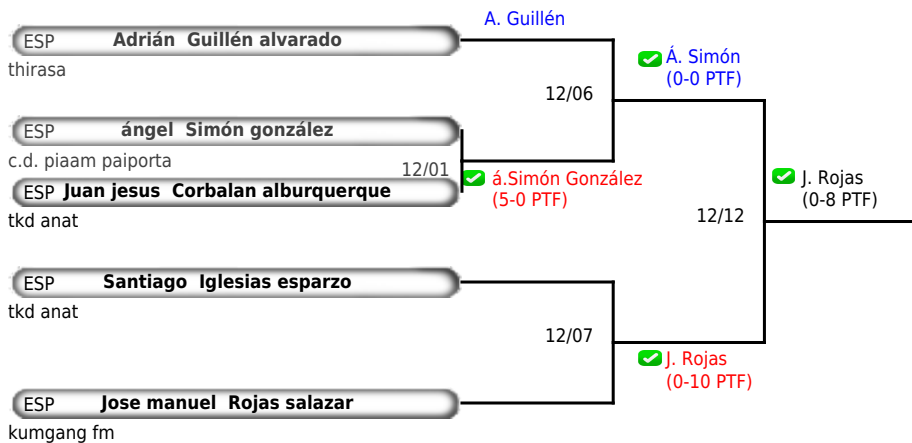 A. Guillén
ESP Adrián Guillén alvarado
thirasa
Á. Simón
(0-0 PTF)
12/06
ESP ángel Simón gonzález
c.d. piaam paiporta
12/01
á.Simón González
(5-0 PTF)
J. Rojas
(0-8 PTF)
ESP Juan jesus Corbalan alburquerque
tkd anat
12/12
ESP Santiago Iglesias esparzo
tkd anat
12/07
J. Rojas
(0-10 PTF)
ESP Jose manuel Rojas salazar
kumgang fm